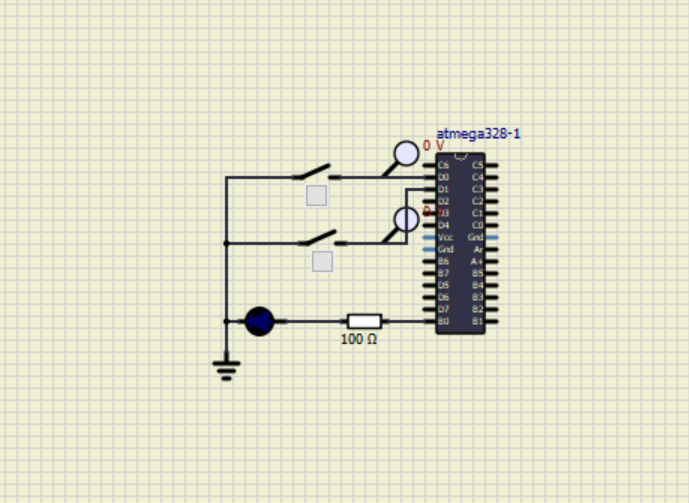 atmega328-1
0 V
C6 C5
D0 C4
D1 C3
D2 C2
D3 C1
D4 C0
Vcc Gnd
Gnd Ar
B6 A+
B7 B5
D5 B4
D6 B3
D7 B2
B0 B1
100 Ω